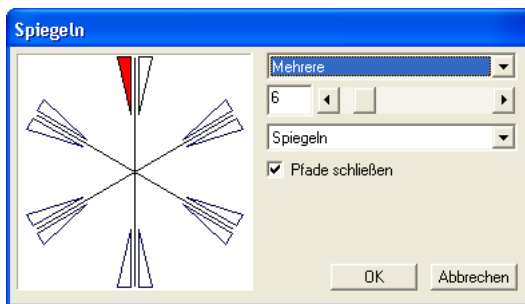 Spiegeln
Mehrere
6
Spiegeln
Pfade schließen
OK Abbrechen